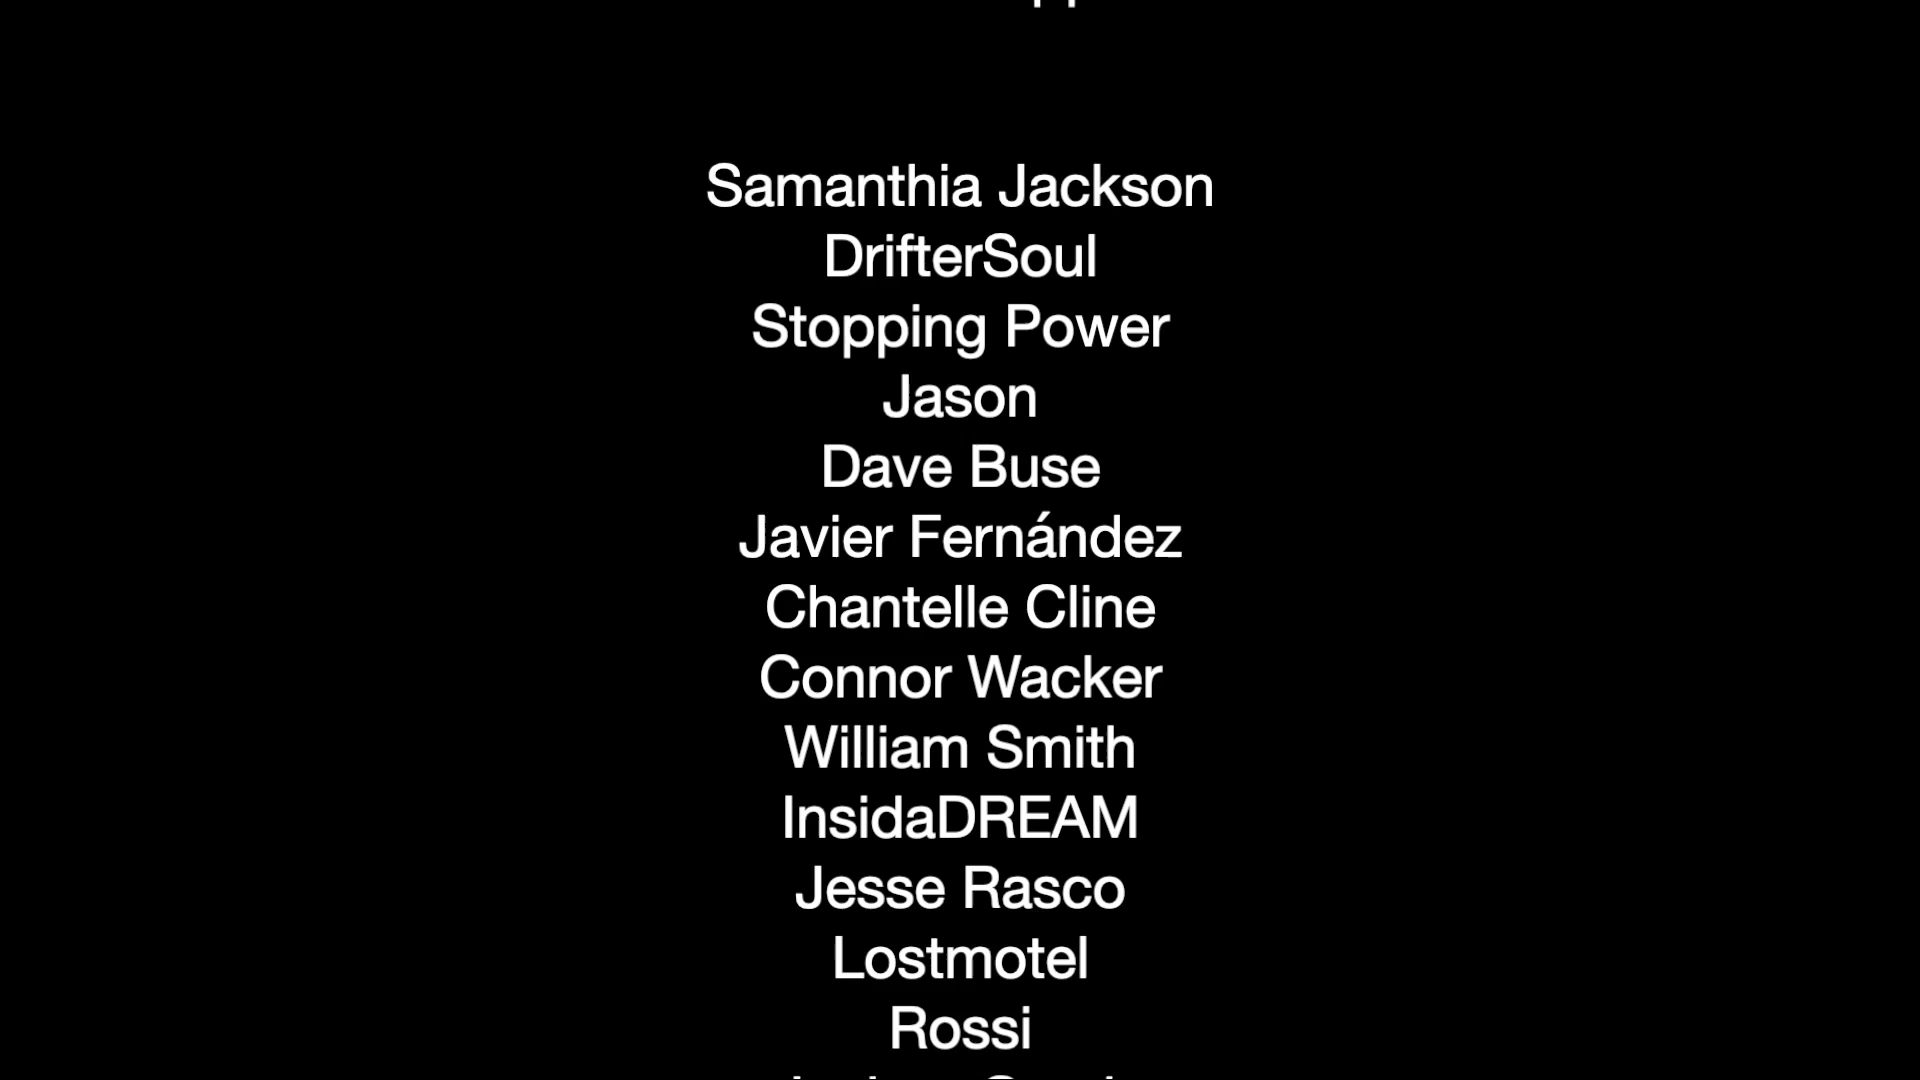 Samanthia Jackson
DrifterSoul
Stopping Power
Jason
Dave Buse
Javier Fernández
Chantelle Cline
Connor Wacker
William Smith
InsidaDREAM
Jesse Rasco
Lostmotel
Rossi